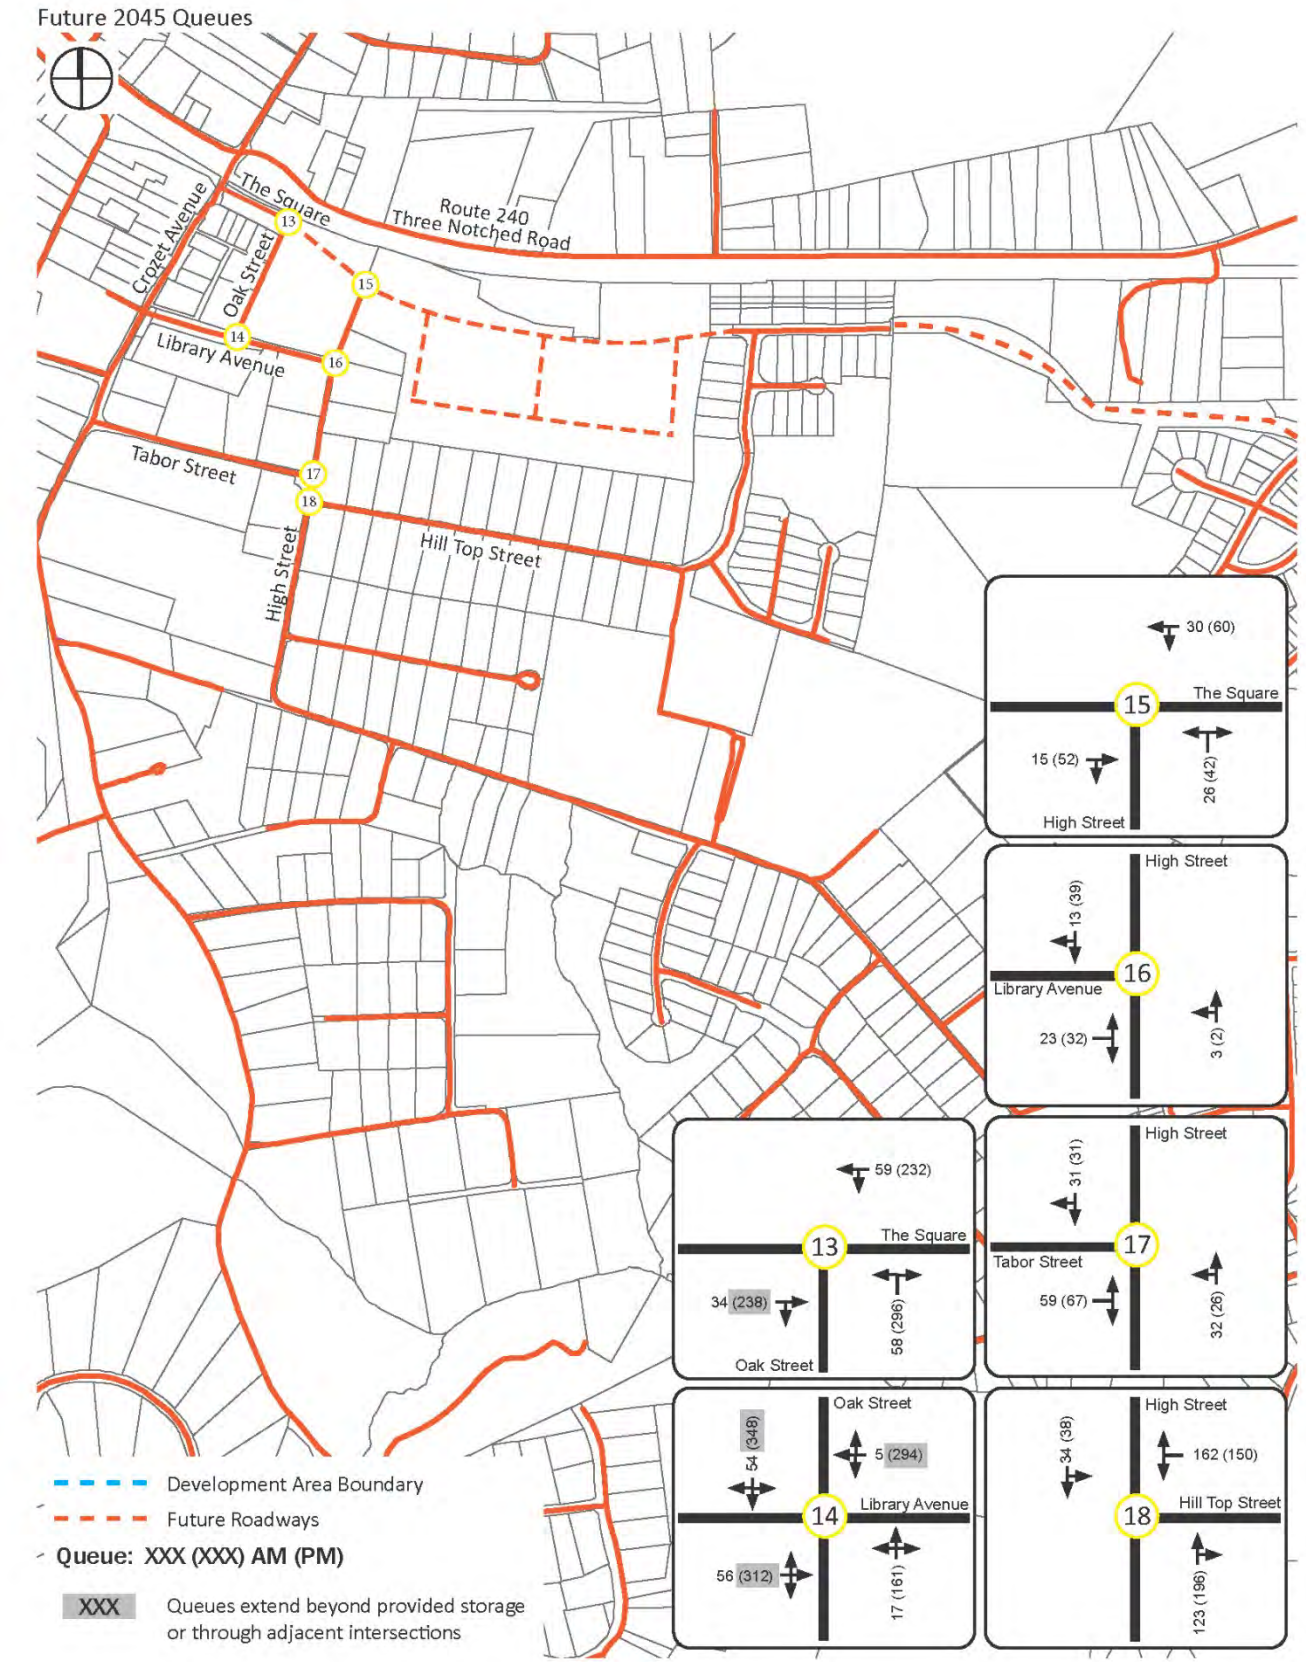 Future 2045 Queues
The Square
13
Route 240
Three Notched Road
Crozet Avenue
Oak Street
15
14
Library Avenue
16
Tabor Street
17
18
Hill Top Street
High Street
30 (60)
The Square
15
15 (52)
26 (42)
High Street
High Street
13 (39)
16
Library Avenue
23 (32)
3 (2)
59 (232)
The Square
13
34 (238)
58 (296)
Oak Street
High Street
31 (31)
17
Tabor Street
59 (67)
32 (26)
Oak Street
54 (348)
5 (294)
Library Avenue
14
56 (312)
17 (161)
High Street
34 (38)
162 (150)
Hill Top Street
18
123 (196)
Development Area Boundary
Future Roadways
Queue: XXX (XXX) AM (PM)
XXX
Queues extend beyond provided storage
or through adjacent intersections